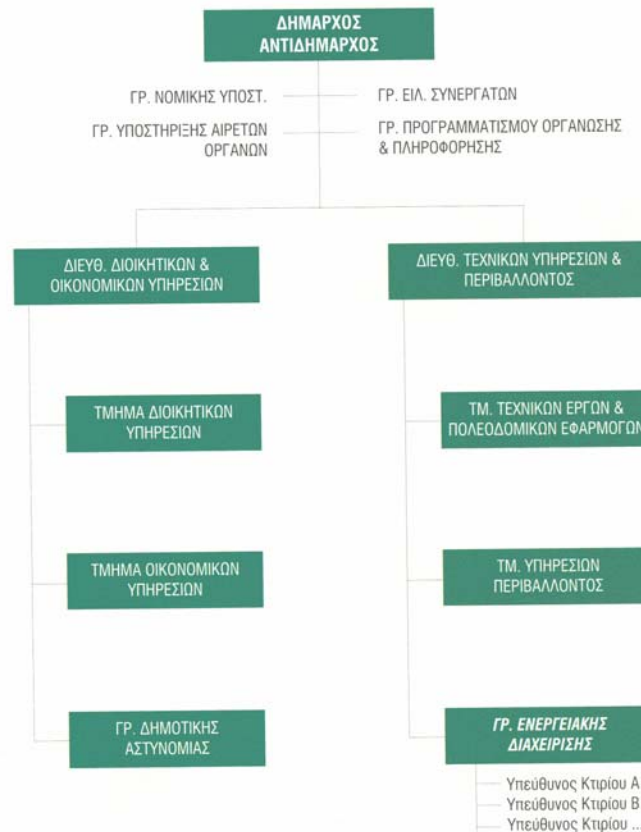 ΔΗΜΑΡΧΟΣ
ΑΝΤΙΔΗΜΑΡΧΟΣ
ΓΡ. ΝΟΜΙΚΗΣ ΥΠΟΣΤ.
ΓΡ. ΕΙΛ. ΣΥΝΕΡΓΑΤΩΝ
ΓΡ. ΥΠΟΣΤΗΡΙΞΗΣ ΑΙΡΕΤΩΝ
ΟΡΓΑΝΩΝ
ΓΡ. ΠΡΟΓΡΑΜΜΑΤΙΣΜΟΥ ΟΡΓΑΝΩΣΗΣ
& ΠΛΗΡΟΦΟΡΗΣΗΣ
ΔΙΕΥΘ. ΔΙΟΙΚΗΤΙΚΩΝ &
ΟΙΚΟΝΟΜΙΚΩΝ ΥΠΗΡΕΣΙΩΝ
ΔΙΕΥΘ. ΤΕΧΝΙΚΩΝ ΥΠΗΡΕΣΙΩΝ &
ΠΕΡΙΒΑΛΛΟΝΤΟΣ
ΤΜΗΜΑ ΔΙΟΙΚΗΤΙΚΩΝ
ΥΠΗΡΕΣΙΩΝ
ΤΜ. ΤΕΧΝΙΚΩΝ ΕΡΓΩΝ &
ΠΟΛΕΟΔΟΜΙΚΩΝ ΕΦΑΡΜΟΓΩΝ
ΤΜΗΜΑ ΟΙΚΟΝΟΜΙΚΩΝ
ΥΠΗΡΕΣΙΩΝ
ΤΜ. ΥΠΗΡΕΣΙΩΝ
ΠΕΡΙΒΑΛΛΟΝΤΟΣ
ΓΡ. ΔΗΜΟΤΙΚΗΣ
ΑΣΤΥΝΟΜΙΑΣ
ΓΡ. ΕΝΕΡΓΕΙΑΚΗΣ
ΔΙΑΧΕΙΡΙΣΗΣ
Υπεύθυνος Κτιρίου Α
Υπεύθυνος Κτιρίου Β
Υπεύθυνος Κτιρίου ...